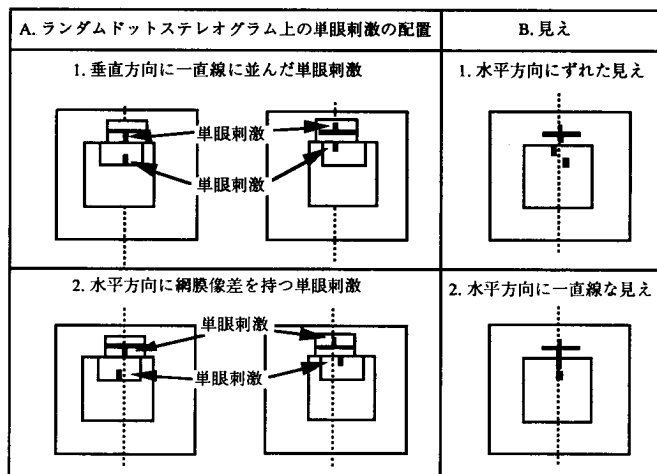 A. ランダムドットステレオグラム上の単眼刺激の配置
B. 見え
1. 垂直方向に一直線に並んだ単眼刺激
単眼刺激
単眼刺激
1. 水平方向にずれた見え
2. 水平方向に網膜像差を持つ単眼刺激
単眼刺激
単眼刺激
2. 水平方向に一直線な見え